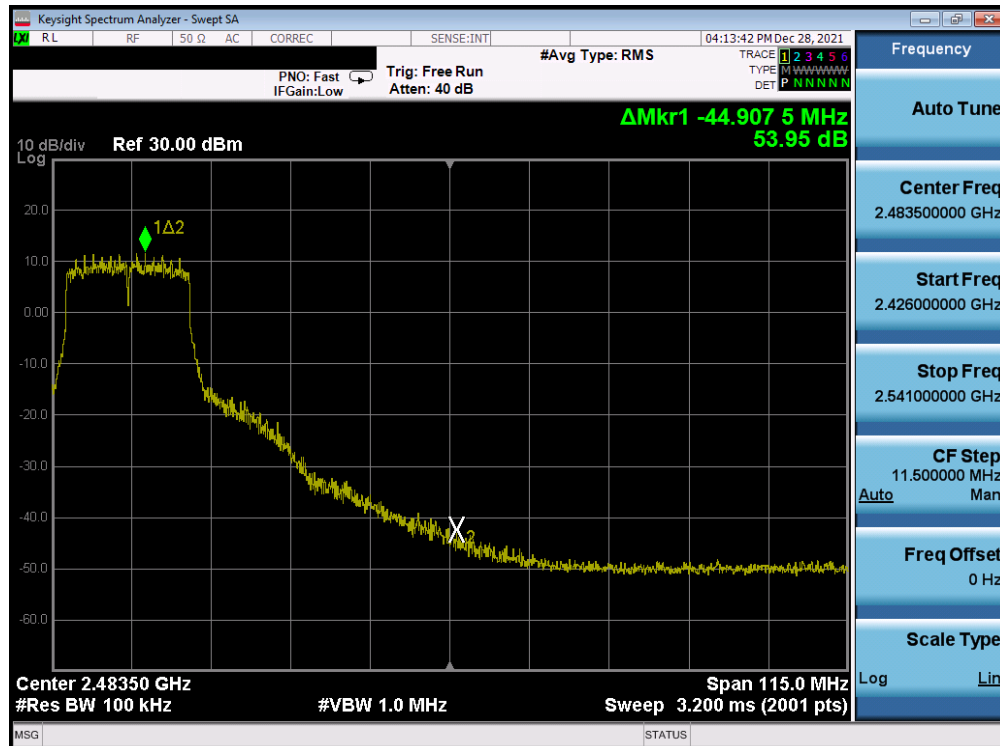 Keysight Spectrum Analyzer - Swept SA
LXI RL RF 50 Ω AC CORREC SENSE:INT 04:13:42 PM Dec 28, 2021
#Avg Type: RMS
TRACE 1 2 3 4 5 6
PNO: Fast Trig: Free Run
TYPE M W W W W W
IFGain:Low Atten: 40 dB
DET P N N N N N
ΔMkr1 -44.907 5 MHz
53.95 dB
10 dB/div Ref 30.00 dBm
Log
20.0
1Δ2
10.0
0.00
-10.0
-20.0
-30.0
-40.0
X2
-50.0
-60.0
Center 2.48350 GHz Span 115.0 MHz
#Res BW 100 kHz #VBW 1.0 MHz Sweep 3.200 ms (2001 pts)
MSG STATUS
Frequency
Auto Tune
Center Freq
2.483500000 GHz
Start Freq
2.426000000 GHz
Stop Freq
2.541000000 GHz
CF Step
11.500000 MHz
Auto Man
Freq Offset
0 Hz
Scale Type
Log Lin